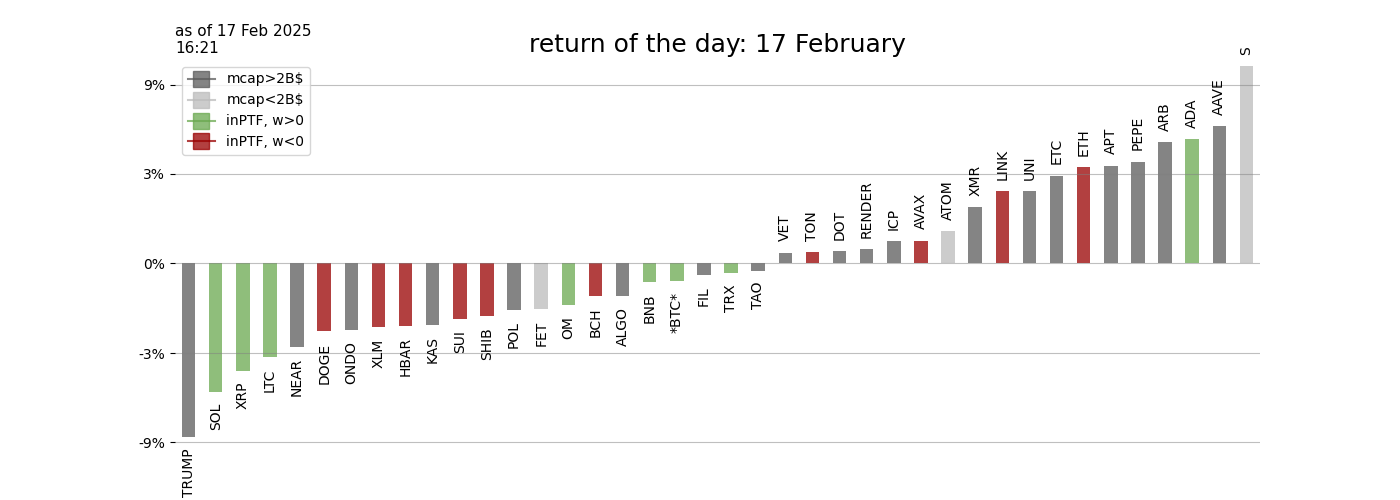 as of 17 Feb 2025
16:21
return of the day: 17 February
mcap>2B$
mcap<2B$
inPTF, w>0
inPTF, w<0
9%
3%
0%
-3%
-9%
TRUMP
SOL
XRP
LTC
NEAR
DOGE
ONDO
XLM
HBAR
KAS
SUI
SHIB
POL
FET
OM
BCH
ALGO
BNB
*BTC*
FIL
TRX
TAO
VET
TON
DOT
RENDER
ICP
AVAX
ATOM
XMR
LINK
UNI
ETC
ETH
APT
PEPE
ARB
ADA
AAVE
S